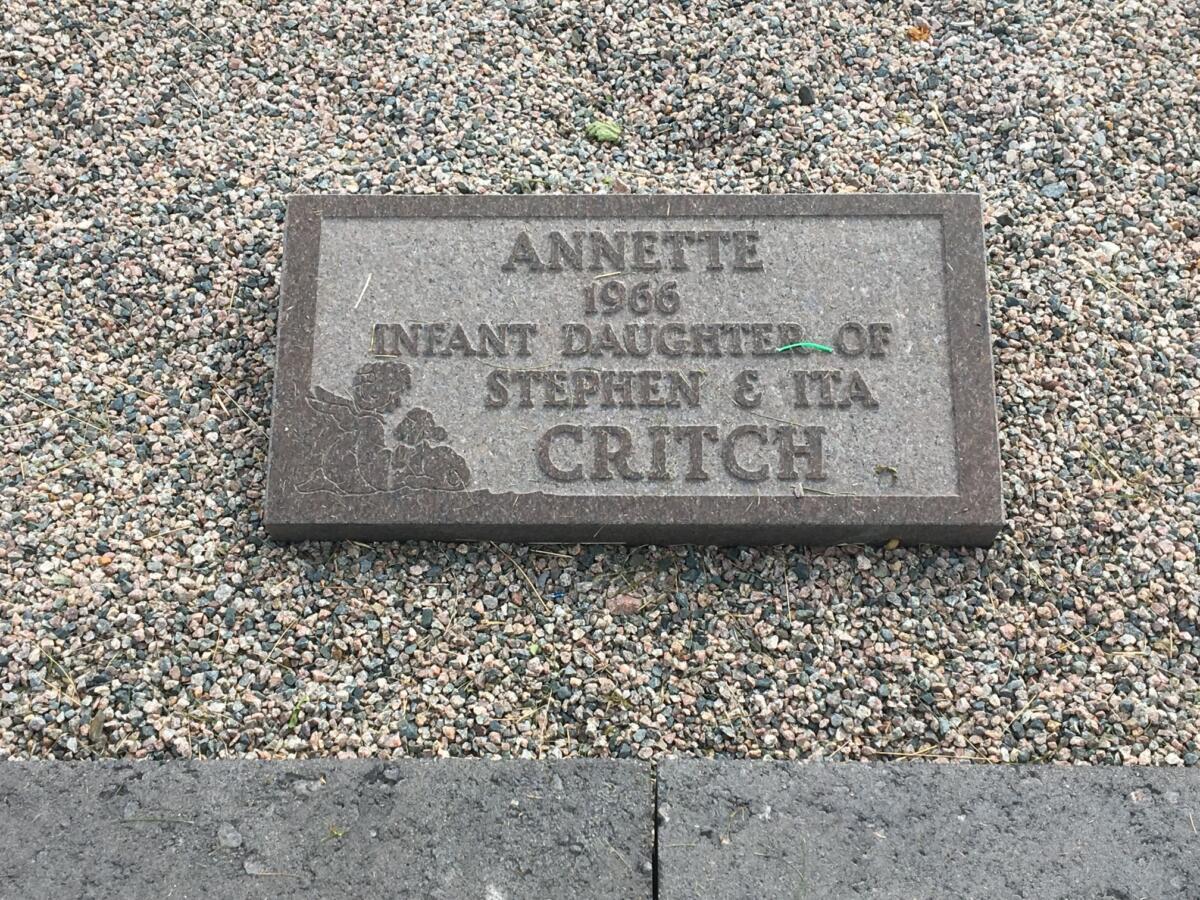 ANNETTE
1966
INFANT DAUGHTER OF
STEPHEN & ITA
CRITCH